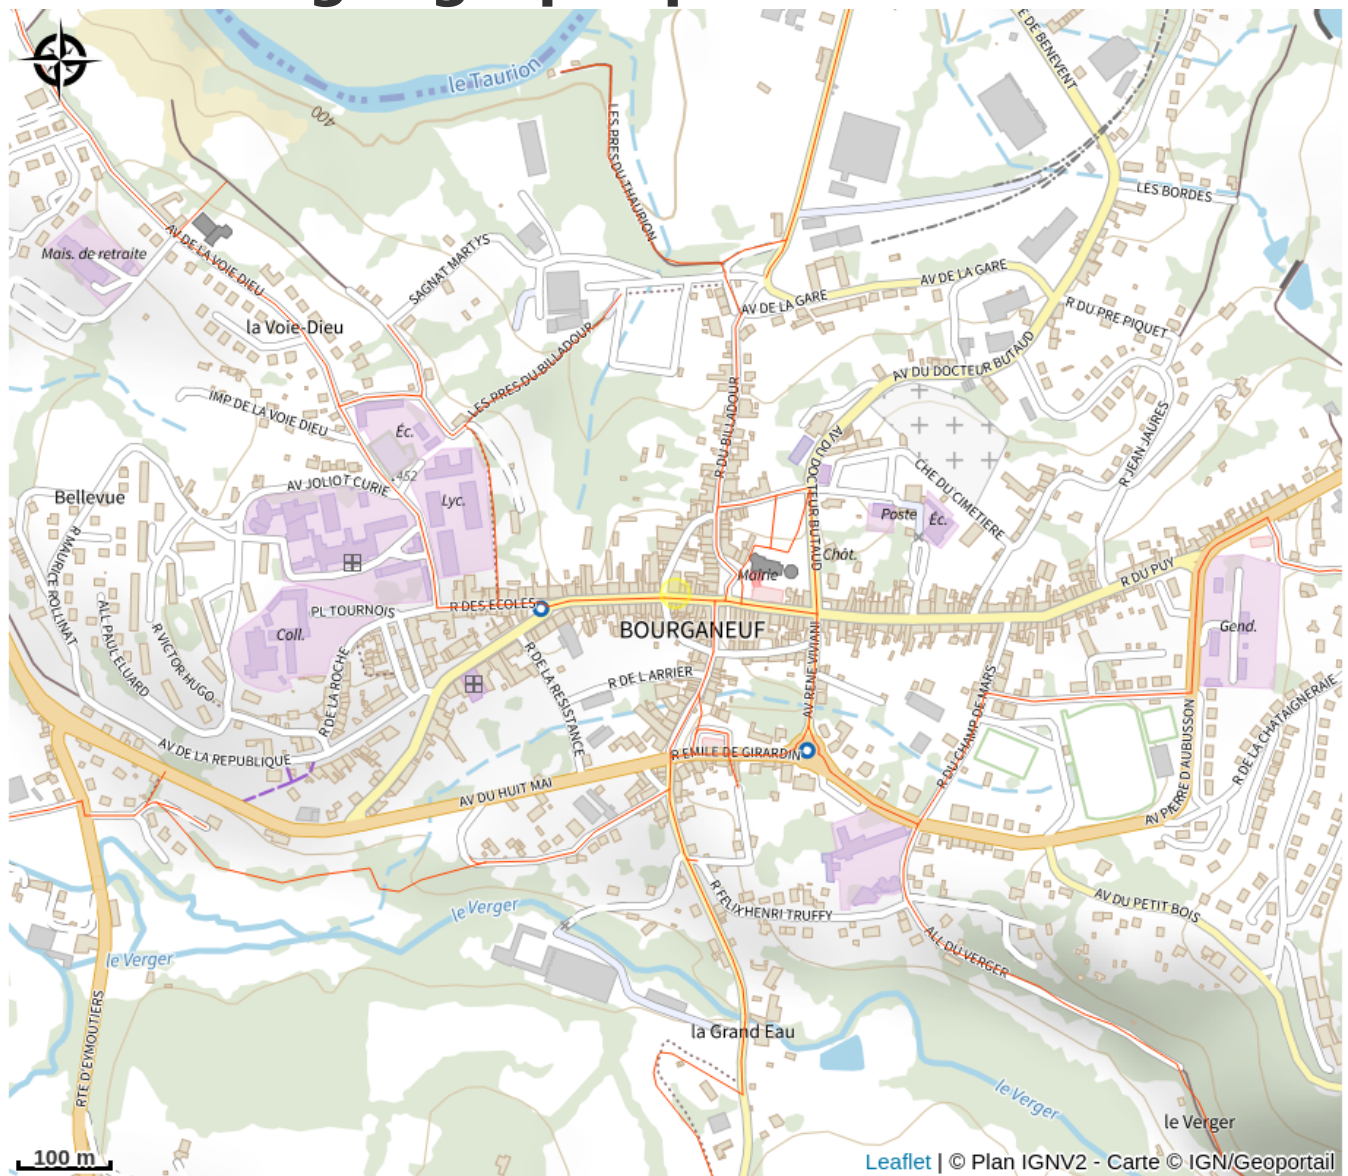 le Taurion
E DE BENEVENT
400
LES PRES DU THAURION
LES BORDES
Mais. de retraite
AV DE LA VOIE DIEU
SAGNAT MARTYS
AV DE LA GARE
AV DE LA GARE
R DU PRE PIQUET
la Voie-Dieu
LES PRES DU BILLADOUR
AV DU DOCTEUR BUTAUD
IMP DE LA VOIE DIEU
Éc.
R DU BILLADOUR
AV DU DOCTEUR BUTAUD
R JEAN JAURES
452
CHE DU CIMETIERE
Bellevue
AV JOLIOT CURIE
Lyc.
Poste
Éc.
R MAURICE ROLLINAT
Chât.
Mairie
R DU PUY
PL TOURNOIS
R DES ECOLES
ALL PAUL ELUARD
R VICTOR HUGO
Coll.
BOURGANEUF
Gend.
R DE LA ROCHE
R DE LA RESISTANCE
R DE L'ARRIER
AV RENE VIVIANI
R DU CHAMP DE MARS
R DE LA CHATAIGNERAIE
AV DE LA REPUBLIQUE
R EMILE DE GIRARDIN
AV PIERRE D'AUBUSSON
AV DU HUIT MAI
R FELIX HENRI TRUFFY
AV DU PETIT BOIS
le Verger
le Verger
ALL DU VERGER
RTE D'EYMOUTIERS
la Grand Eau
le Verger
le Verger
100 m
Leaflet | © Plan IGNV2 - Carte © IGN/Geoportail